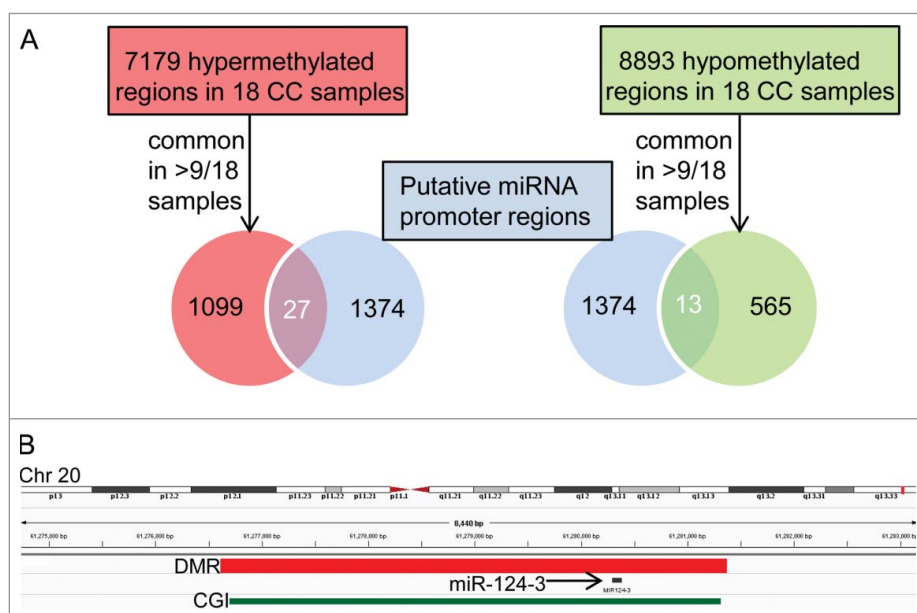 A
7179 hypermethylated
regions in 18 CC samples
8893 hypomethylated
regions in 18 CC samples
common
in >9/18
samples
common
in >9/18
samples
Putative miRNA
promoter regions
1099
27
1374
1374
13
565
B
Chr 20
p13 p12.3 p12.2 p12.1 p11.23 p11.22 p11.21 p11.1 q11.21 q11.22 q11.23 q12 q13.11 q13.12 q13.13 q13.2 q13.31 q13.33
8,440 bp
61,275,000 bp 61,276,000 bp 61,277,000 bp 61,278,000 bp 61,279,000 bp 61,280,000 bp 61,281,000 bp 61,282,000 bp 61,283,000 bp
DMR
miR-124-3
MIR124-3
CGI